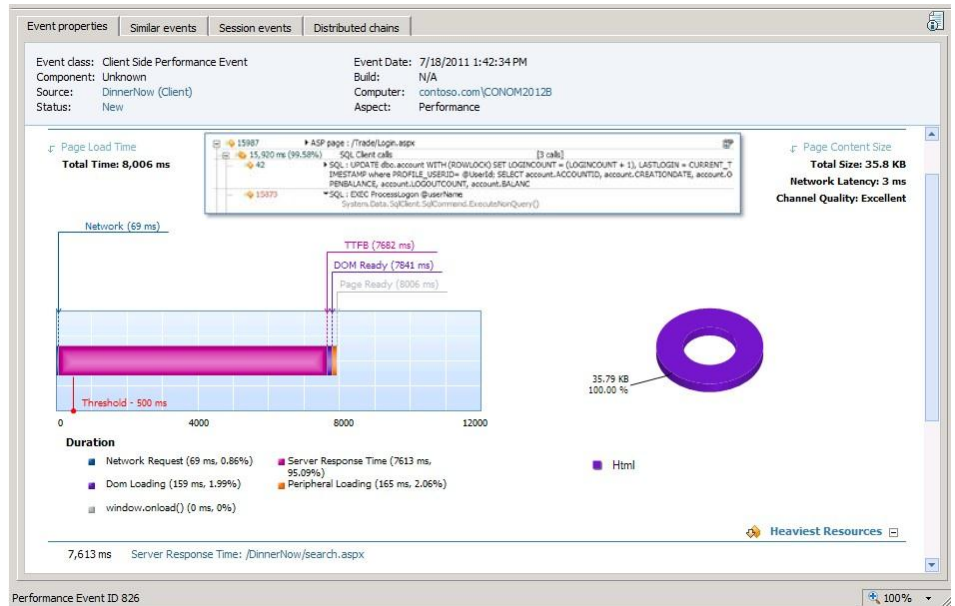 Event properties Similar events Session events Distributed chains
Event class: Client Side Performance Event
Component: Unknown
Source: DinnerNow (Client)
Status: New
Event Date: 7/18/2011 1:42:34 PM
Build: N/A
Computer: contoso.com\CONOM2012B
Aspect: Performance
Page Load Time
Total Time: 8,006 ms
15987 ASP page : /Trade/Login.aspx
15,920 ms (99.58%) SQL Client calls [3 calls]
42 SQL : UPDATE dbo.account WITH (ROWLOCK) SET LOGINCOUNT = (LOGINCOUNT + 1), LASTLOGIN = CURRENT_T
IMESTAMP where PROFILE_USERID= @UserId; SELECT account.ACCOUNTID, account.CREATIONDATE, account.O
PENBALANCE, account.LOGOUTCOUNT, account.BALANC
15873 SQL : EXEC ProcessLogon @userName
System.Data.SqlClient.SqlCommand.ExecuteNonQuery()
Page Content Size
Total Size: 35.8 KB
Network Latency: 3 ms
Channel Quality: Excellent
Network (69 ms)
TTFB (7682 ms)
DOM Ready (7841 ms)
Page Ready (8006 ms)
Threshold - 500 ms
0 4000 8000 12000
35.79 KB
100.00 %
Duration
Network Request (69 ms, 0.86%)
Server Response Time (7613 ms,
95.09%)
Dom Loading (159 ms, 1.99%)
Peripheral Loading (165 ms, 2.06%)
window.onload() (0 ms, 0%)
Html
Heaviest Resources
7,613 ms Server Response Time: /DinnerNow/search.aspx
Performance Event ID 826
100%